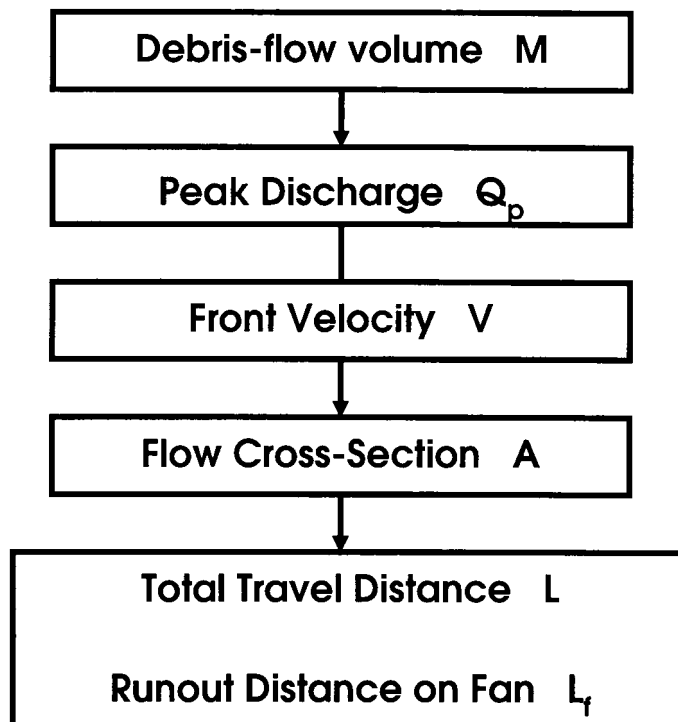 Debris-flow volume M
Peak Discharge Qp
Front Velocity V
Flow Cross-Section A
Total Travel Distance L
Runout Distance on Fan Lf